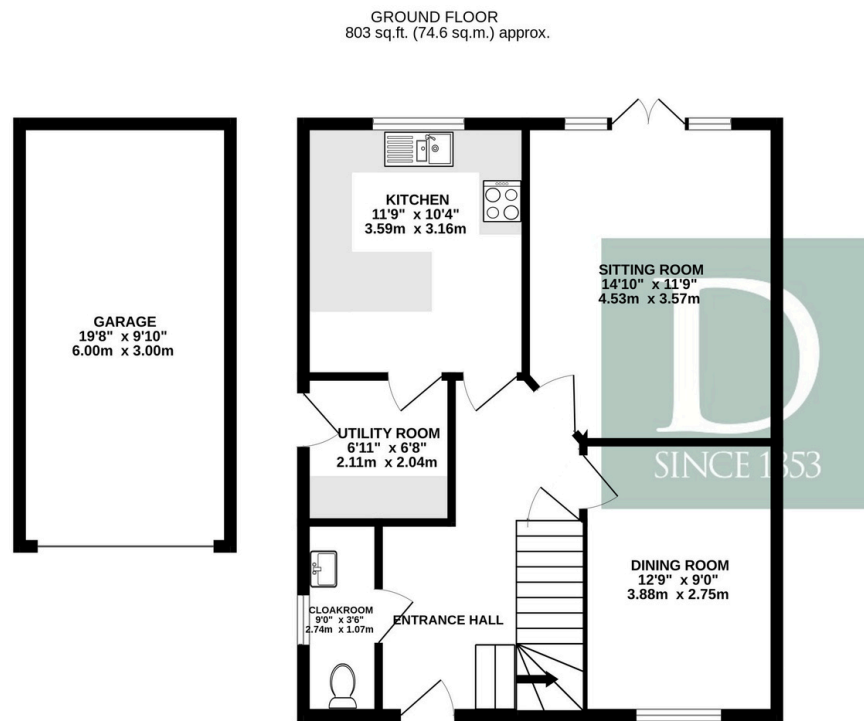 GROUND FLOOR
803 sq.ft. (74.6 sq.m.) approx.
KITCHEN
11'9" x 10'4"
3.59m x 3.16m
SITTING ROOM
14'10" x 11'9"
4.53m x 3.57m
GARAGE
19'8" x 9'10"
6.00m x 3.00m
UTILITY ROOM
6'11" x 6'8"
2.11m x 2.04m
D
SINCE 1853
DINING ROOM
12'9" x 9'0"
3.88m x 2.75m
CLOAKROOM
9'0" x 3'6"
2.74m x 1.07m
ENTRANCE HALL